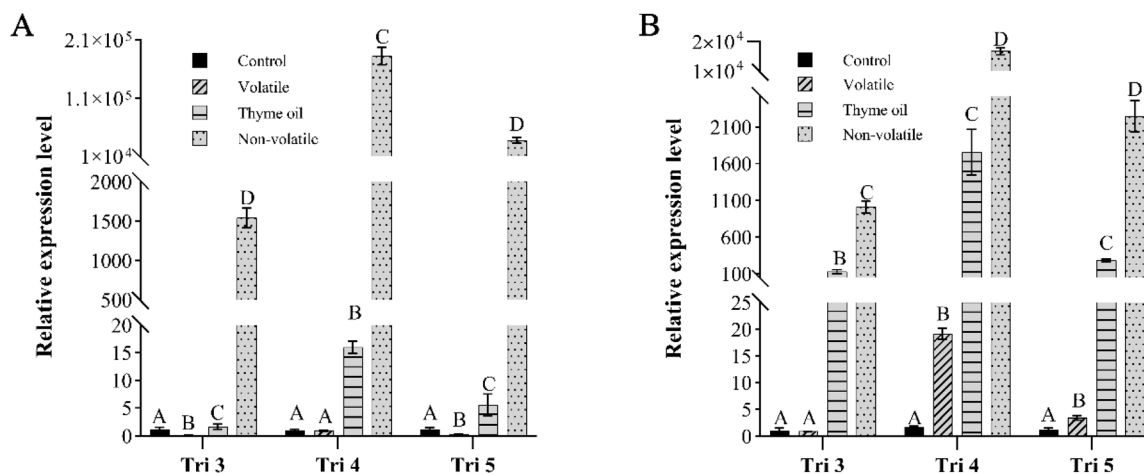 A
Relative expression level
2.1×10⁵
1.1×10⁵
1×10⁴
2000
1500
1000
500
20
15
10
5
0
Control
Volatile
Thyme oil
Non-volatile
A B C D
A A B C
A B C D
Tri 3 Tri 4 Tri 5
B
Relative expression level
2×10⁴
1×10⁴
2100
1600
1100
600
100
25
20
15
10
5
0
Control
Volatile
Thyme oil
Non-volatile
A A B C
A B C D
A B C D
Tri 3 Tri 4 Tri 5